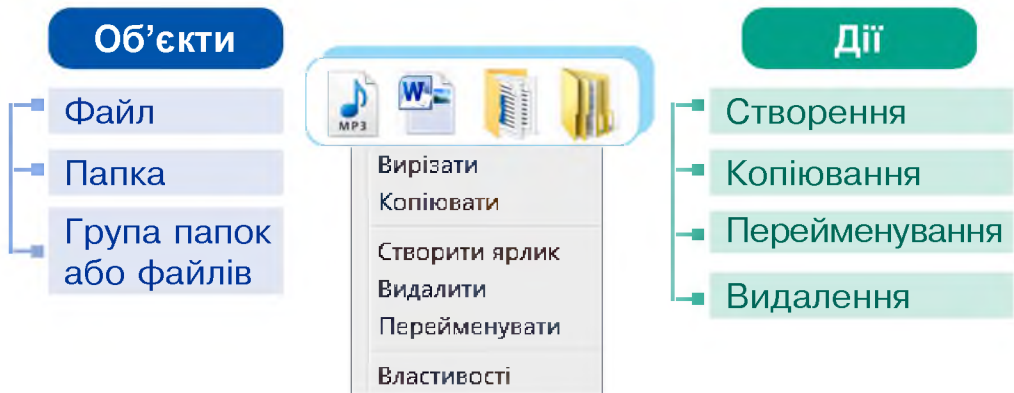 Об’єкти
Файл
Папка
Група папок
або файлів
MP3
W
Вирізати
Копіювати
Створити ярлик
Видалити
Перейменувати
Властивості
Дії
Створення
Копіювання
Перейменування
Видалення